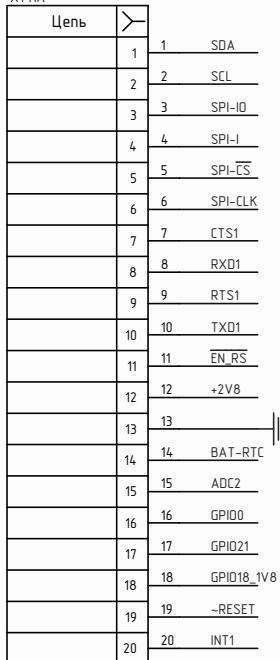 Цепь
1 1 SDA
2 2 SCL
3 3 SPI-IO
4 4 SPI-I
5 5 SPI-C̅S̅
6 6 SPI-CLK
7 7 CTS1
8 8 RXD1
9 9 RTS1
10 10 TXD1
11 11 E̅N̅_̅R̅S̅
12 12 +2V8
13 13
14 14 BAT-RTC
15 15 ADC2
16 16 GPIO0
17 17 GPIO21
18 18 GPIO18_1V8
19 19 ~RESET
20 20 INT1